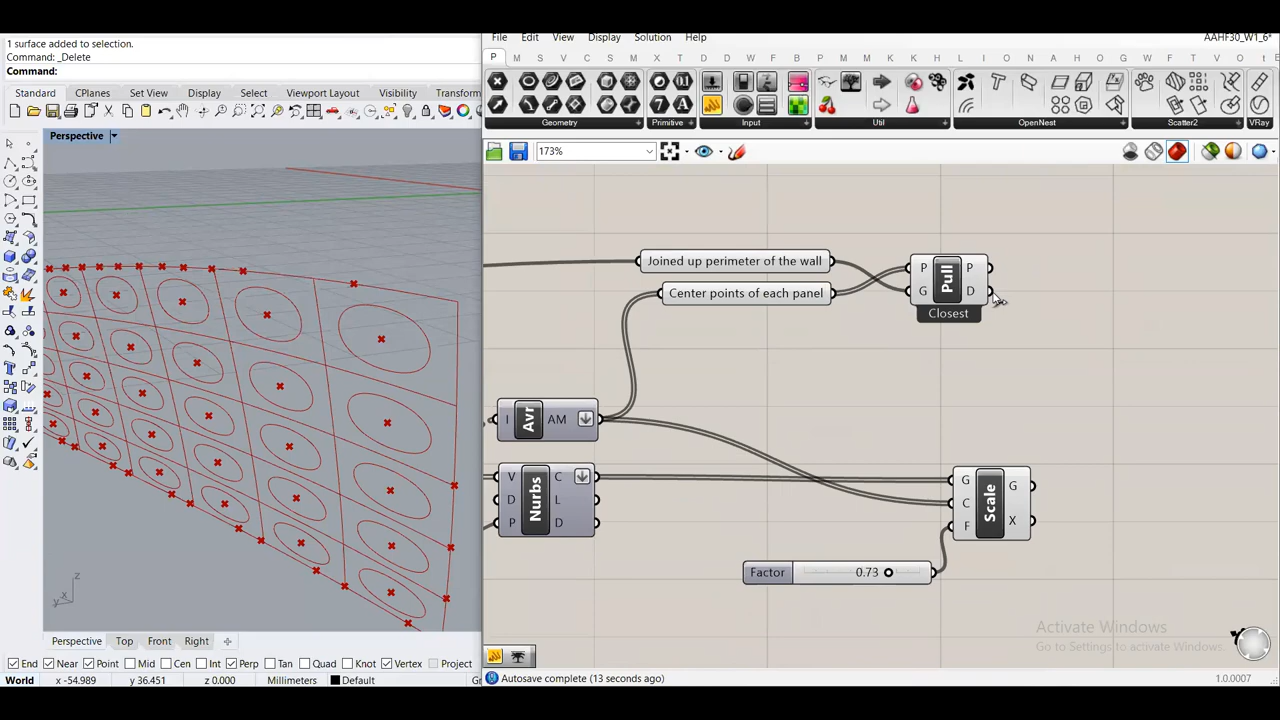 1 surface added to selection.
Command: _Delete
Command:
Standard CPlanes Set View Display Select Viewport Layout Visibility Transform
Perspective
z
y
x
Perspective Top Front Right
End Near Point Mid Cen Int Perp Tan Quad Knot Vertex Project
World x -54.989 y 36.451 z 0.000 Millimeters Default
File Edit View Display Solution Help AAHF30_W1_6*
P M S V C S M X T D V P K M M K B H L I O N W F H D E O t
Geometry Primitive Input Util OpenNest Scatter2 VRay
173%
Joined up perimeter of the wall
Center points of each panel
P G Pull P D
Closest
I Avr AM
V D P Nurbs C L D
G C F Scale G X
Factor 0.73
Activate Windows
Go to Settings to activate Windows.
Autosave complete (13 seconds ago) 1.0.0007